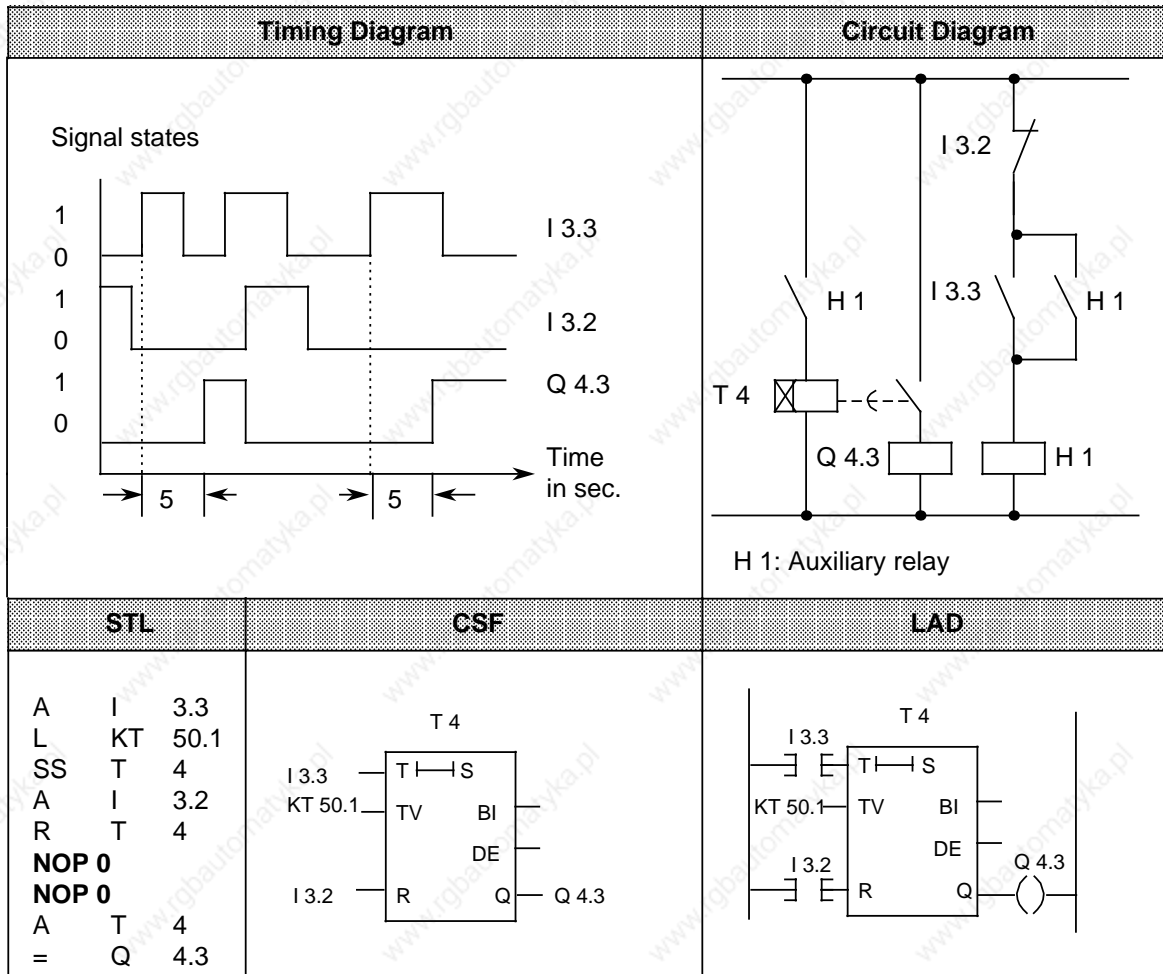 Timing Diagram
Circuit Diagram
Signal states
1
0
I 3.3
1
0
I 3.2
1
0
Q 4.3
Time
in sec.
5
5
I 3.2
H 1
I 3.3
H 1
T 4
Q 4.3
H 1
H 1: Auxiliary relay
STL
CSF
LAD
A I 3.3
L KT 50.1
SS T 4
A I 3.2
R T 4
NOP 0
NOP 0
A T 4
= Q 4.3
T 4
I 3.3
T S
KT 50.1
TV BI
DE
I 3.2
R Q
Q 4.3
T 4
I 3.3
T S
KT 50.1
TV BI
DE
I 3.2
Q 4.3
R Q
www.rgbautomatyka.pl